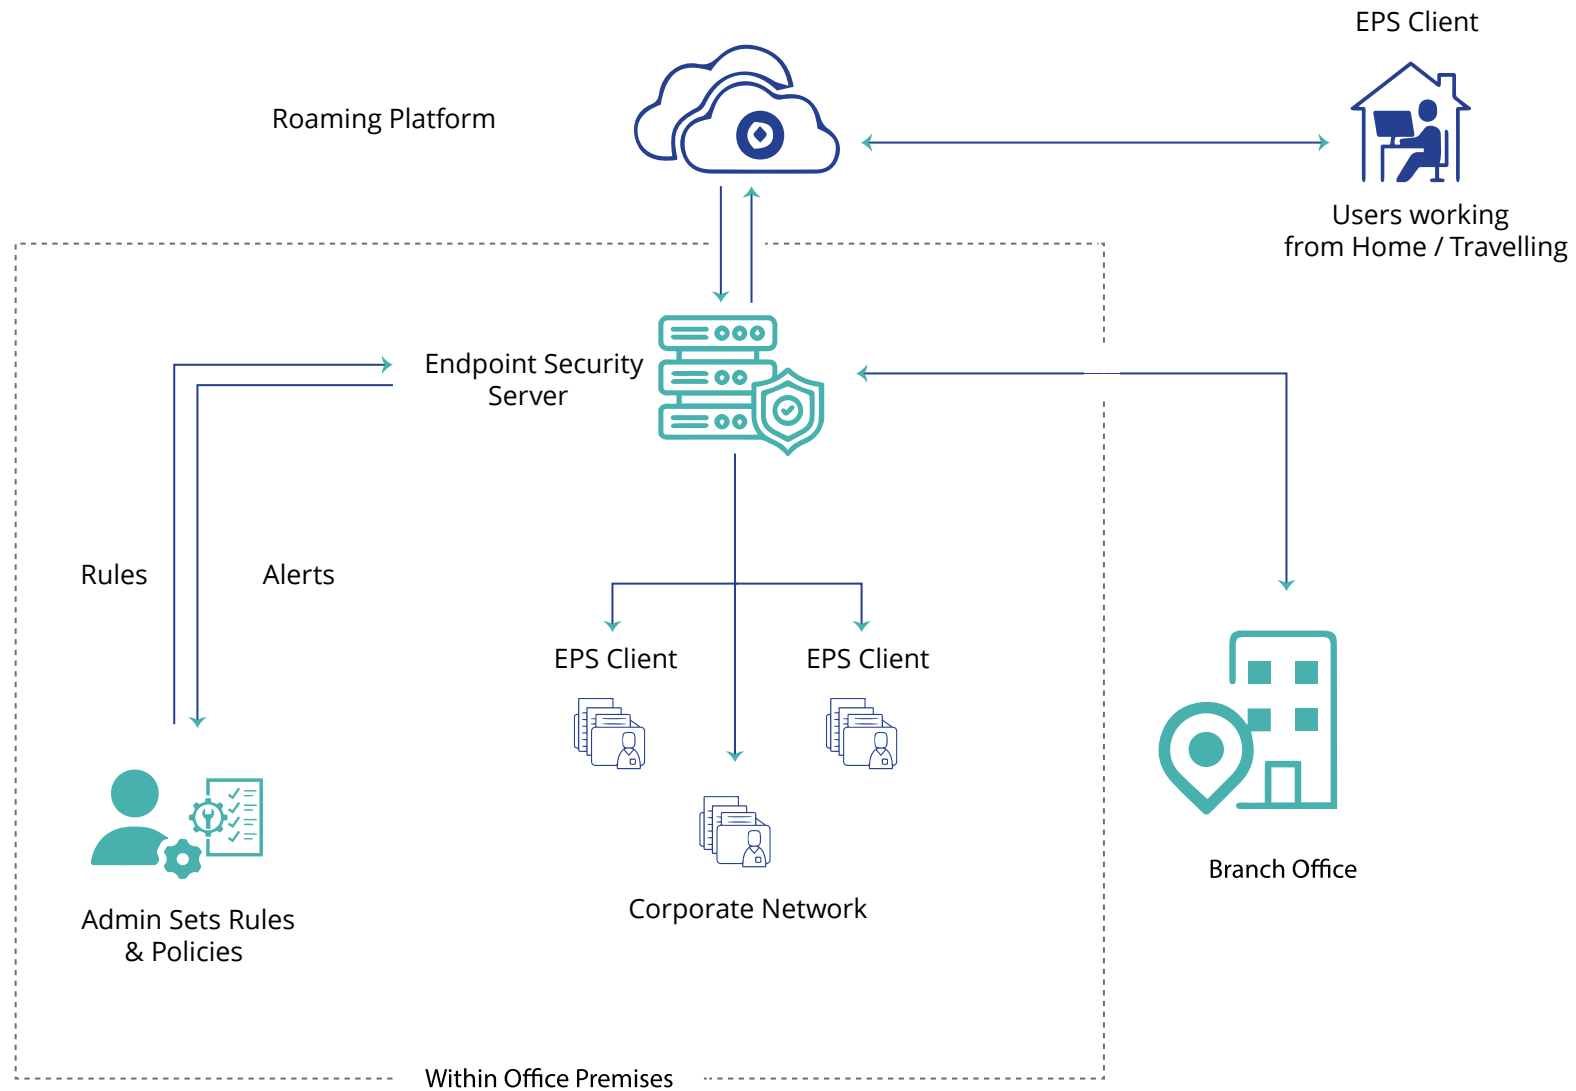 EPS Client
Roaming Platform
Users working
from Home / Travelling
Endpoint Security
Server
Rules
Alerts
EPS Client
EPS Client
Branch Office
Corporate Network
Admin Sets Rules
& Policies
Within Office Premises